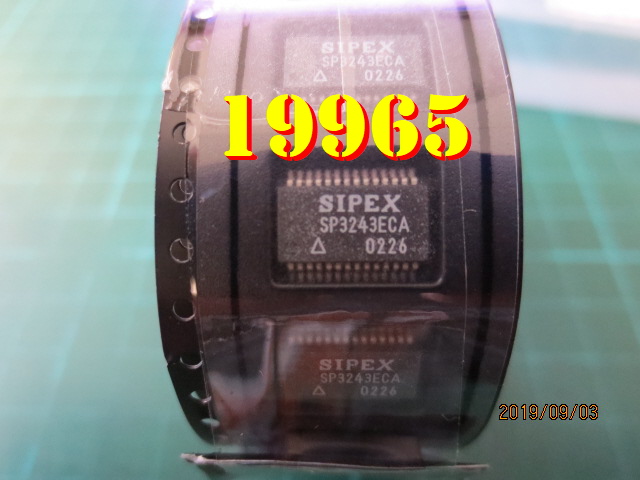 SIPEX
SP3243ECA
△ 0226
19965
SIPEX
SP3243ECA
△ 0226
SIPEX
SP3243ECA
△ 0226
2019/09/03